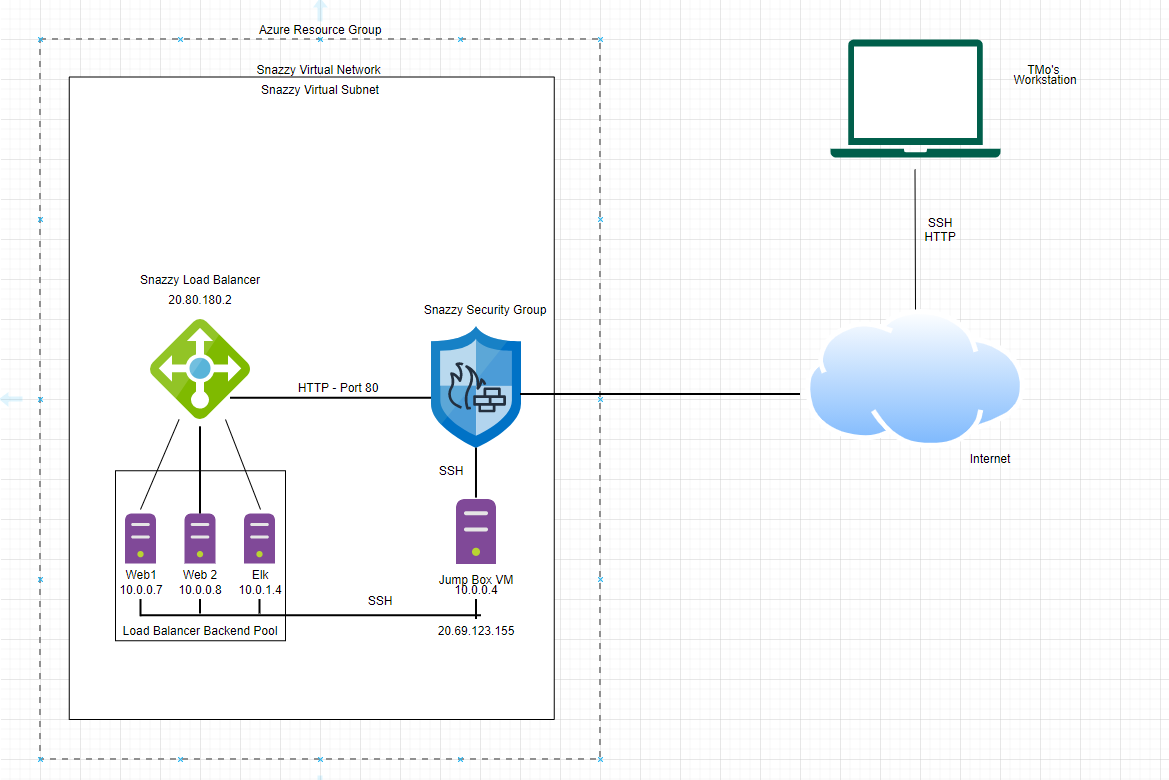 Azure Resource Group
Snazzy Virtual Network
Snazzy Virtual Subnet
TMo's
Workstation
SSH
HTTP
Snazzy Load Balancer
20.80.180.2
Snazzy Security Group
HTTP - Port 80
Internet
SSH
Web1
10.0.0.7
Web 2
10.0.0.8
Elk
10.0.1.4
Jump Box VM
10.0.0.4
SSH
Load Balancer Backend Pool
20.69.123.155